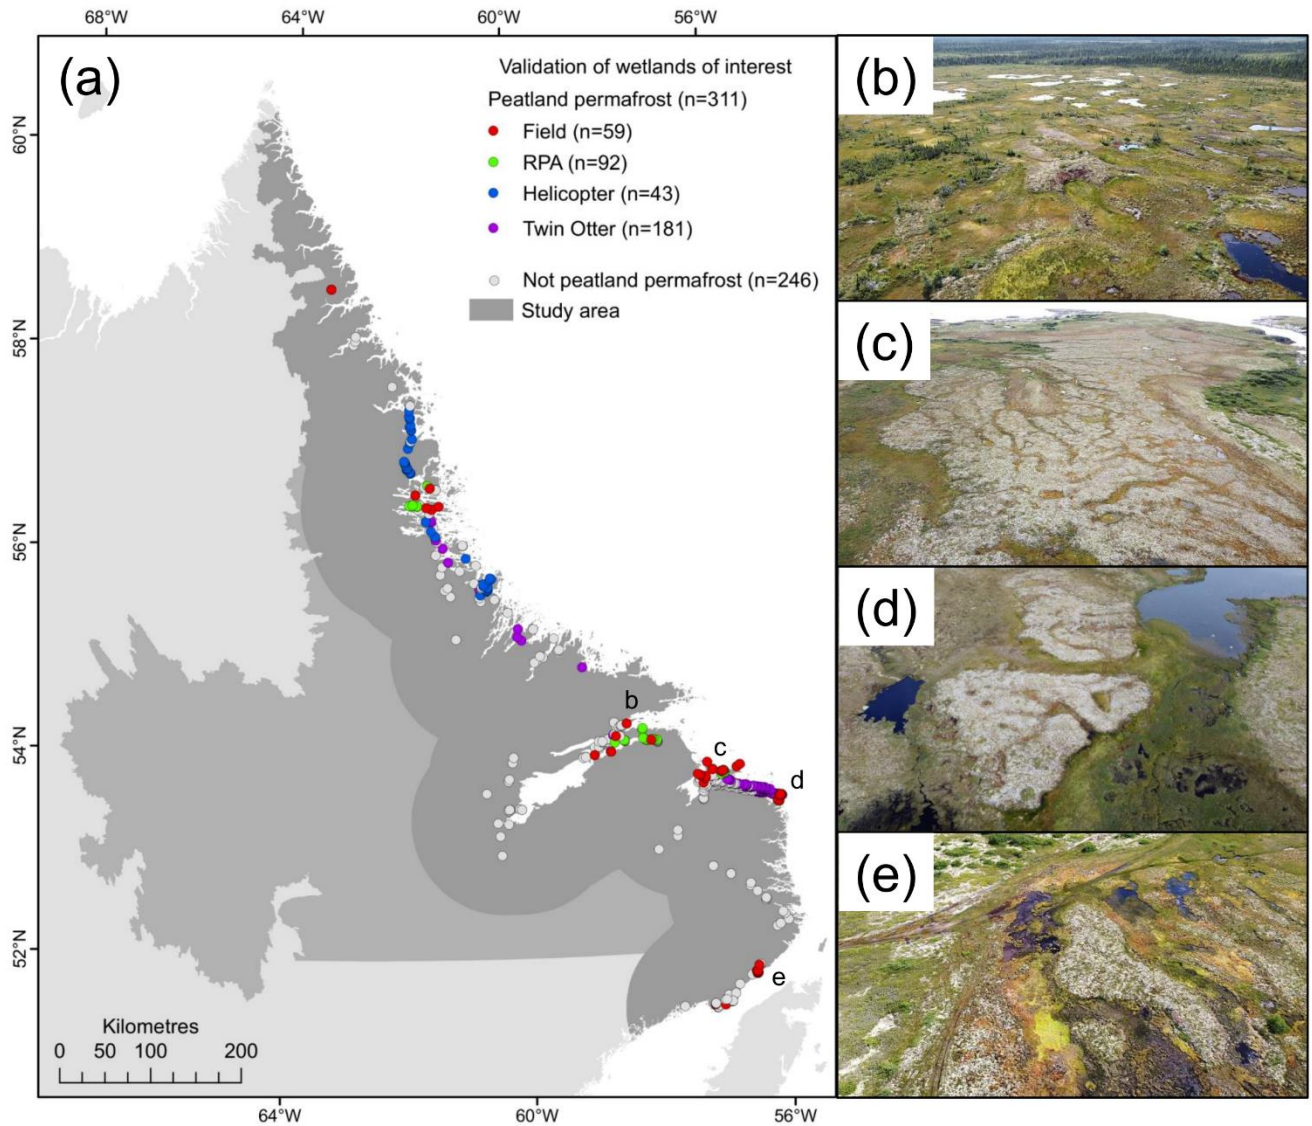 68°W 64°W 60°W 56°W
(a)
Validation of wetlands of interest
Peatland permafrost (n=311)
Field (n=59)
RPA (n=92)
Helicopter (n=43)
Twin Otter (n=181)
Not peatland permafrost (n=246)
Study area
60°N
58°N
56°N
54°N
52°N
b
c
d
e
Kilometres
0 50 100 200
64°W 60°W 56°W
(b)
(c)
(d)
(e)